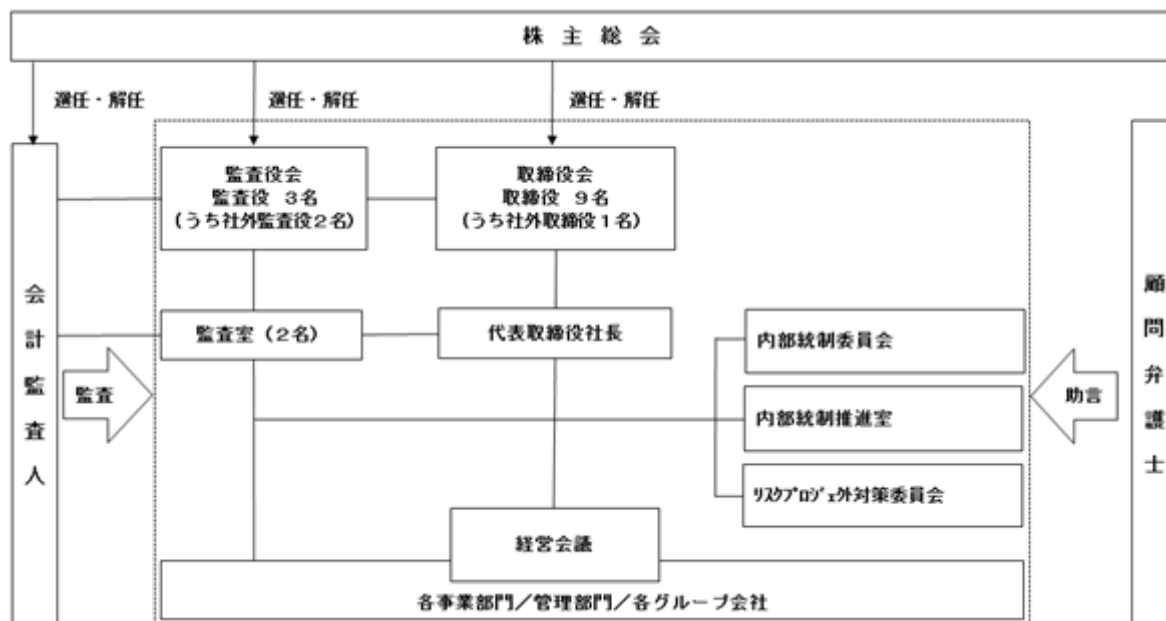 株主総会
選任・解任
選任・解任
選任・解任
監査役会
監査役 3名
(うち社外監査役2名)
取締役会
取締役 9名
(うち社外取締役1名)
会計監査人
顧問弁護士
監査室(2名)
代表取締役社長
内部統制委員会
監査
助言
内部統制推進室
ﾘｽｸﾌﾟﾛｼﾞｪｸﾄ対策委員会
経営会議
各事業部門／管理部門／各グループ会社